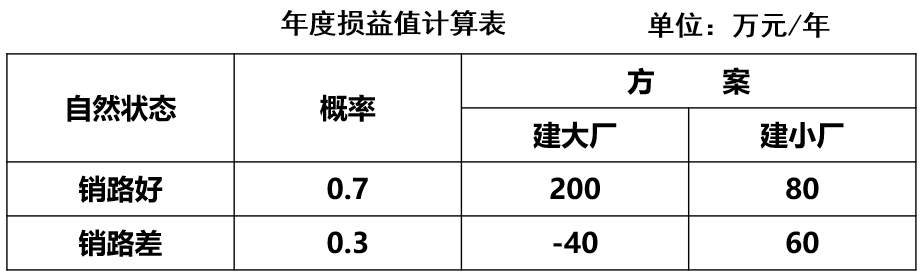 年度损益值计算表 单位：万元/年
自然状态 概率 方 案
建大厂 建小厂
销路好 0.7 200 80
销路差 0.3 -40 60